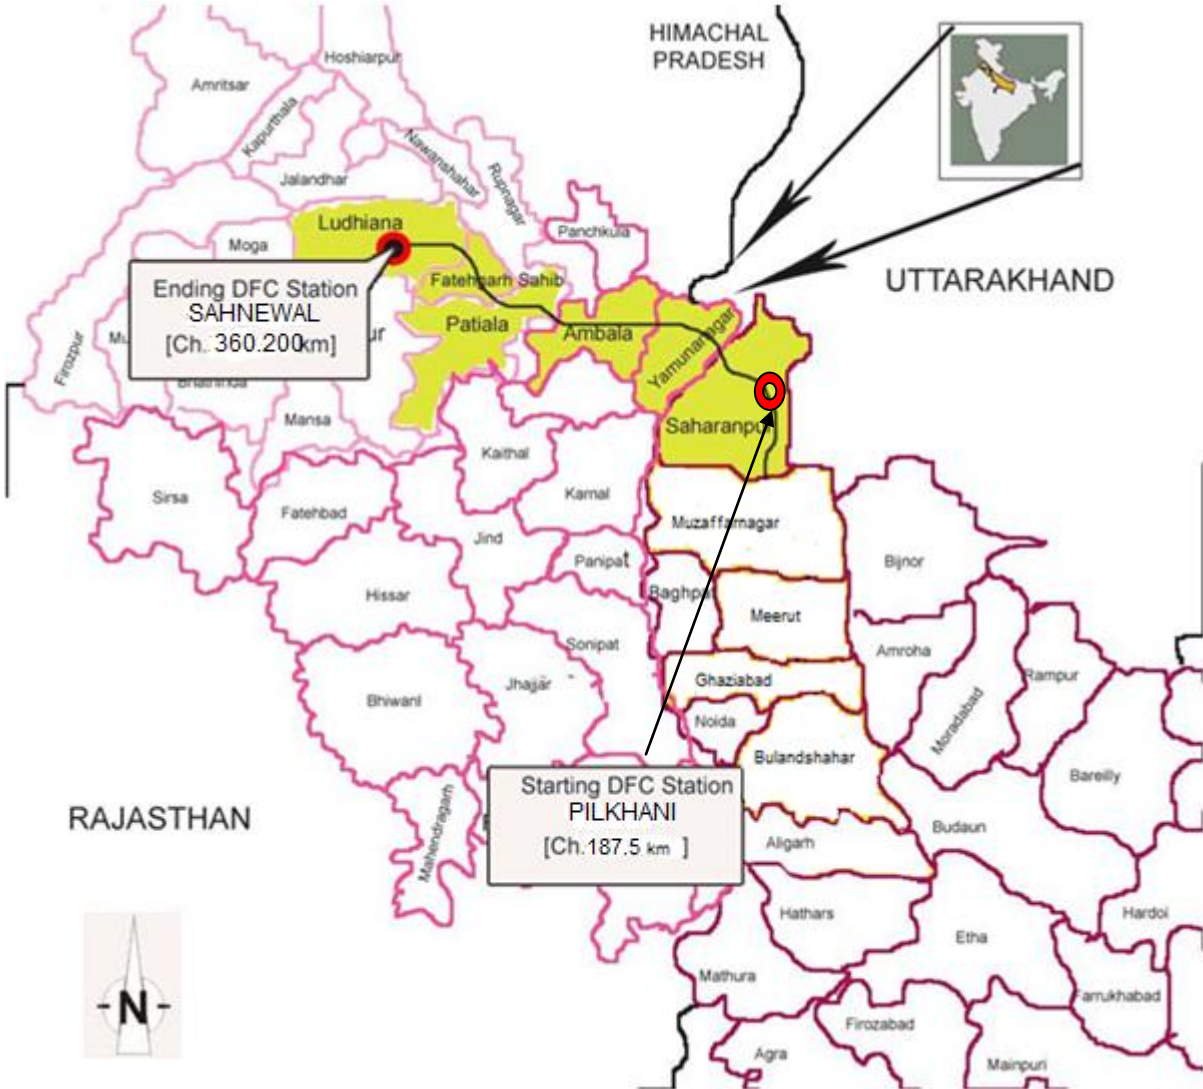 HIMACHAL
PRADESH
Hoshiarpur
Amritsar
Kapurthala
Nawanshahar
Rupnagar
Jalandhar
Ludhiana
Panchkula
Moga
UTTARAKHAND
Fatehgarh Sahib
Ending DFC Station
SAHNEWAL
[Ch. 360.200km]
ur
Mu
Firozpur
Patiala
Ambala
Yamunanagar
Bhathinda
Mansa
Saharanpur
Kaithal
Sirsa
Karnal
Fatehbad
Muzaffarnagar
Jind
Panipat
Bijnor
Hissar
Baghpat
Meerut
Sonipat
Amroha
Ghaziabad
Jhajjar
Rampur
Bhiwani
Noida
Moradabad
Bulandshahar
Bareilly
Starting DFC Station
PILKHANI
[Ch.187.5 km ]
RAJASTHAN
Mahendragarh
Budaun
Aligarh
Hathars
Hardoi
Etha
Mathura
Farrukhabad
N
Firozabad
Agra
Mainpuri